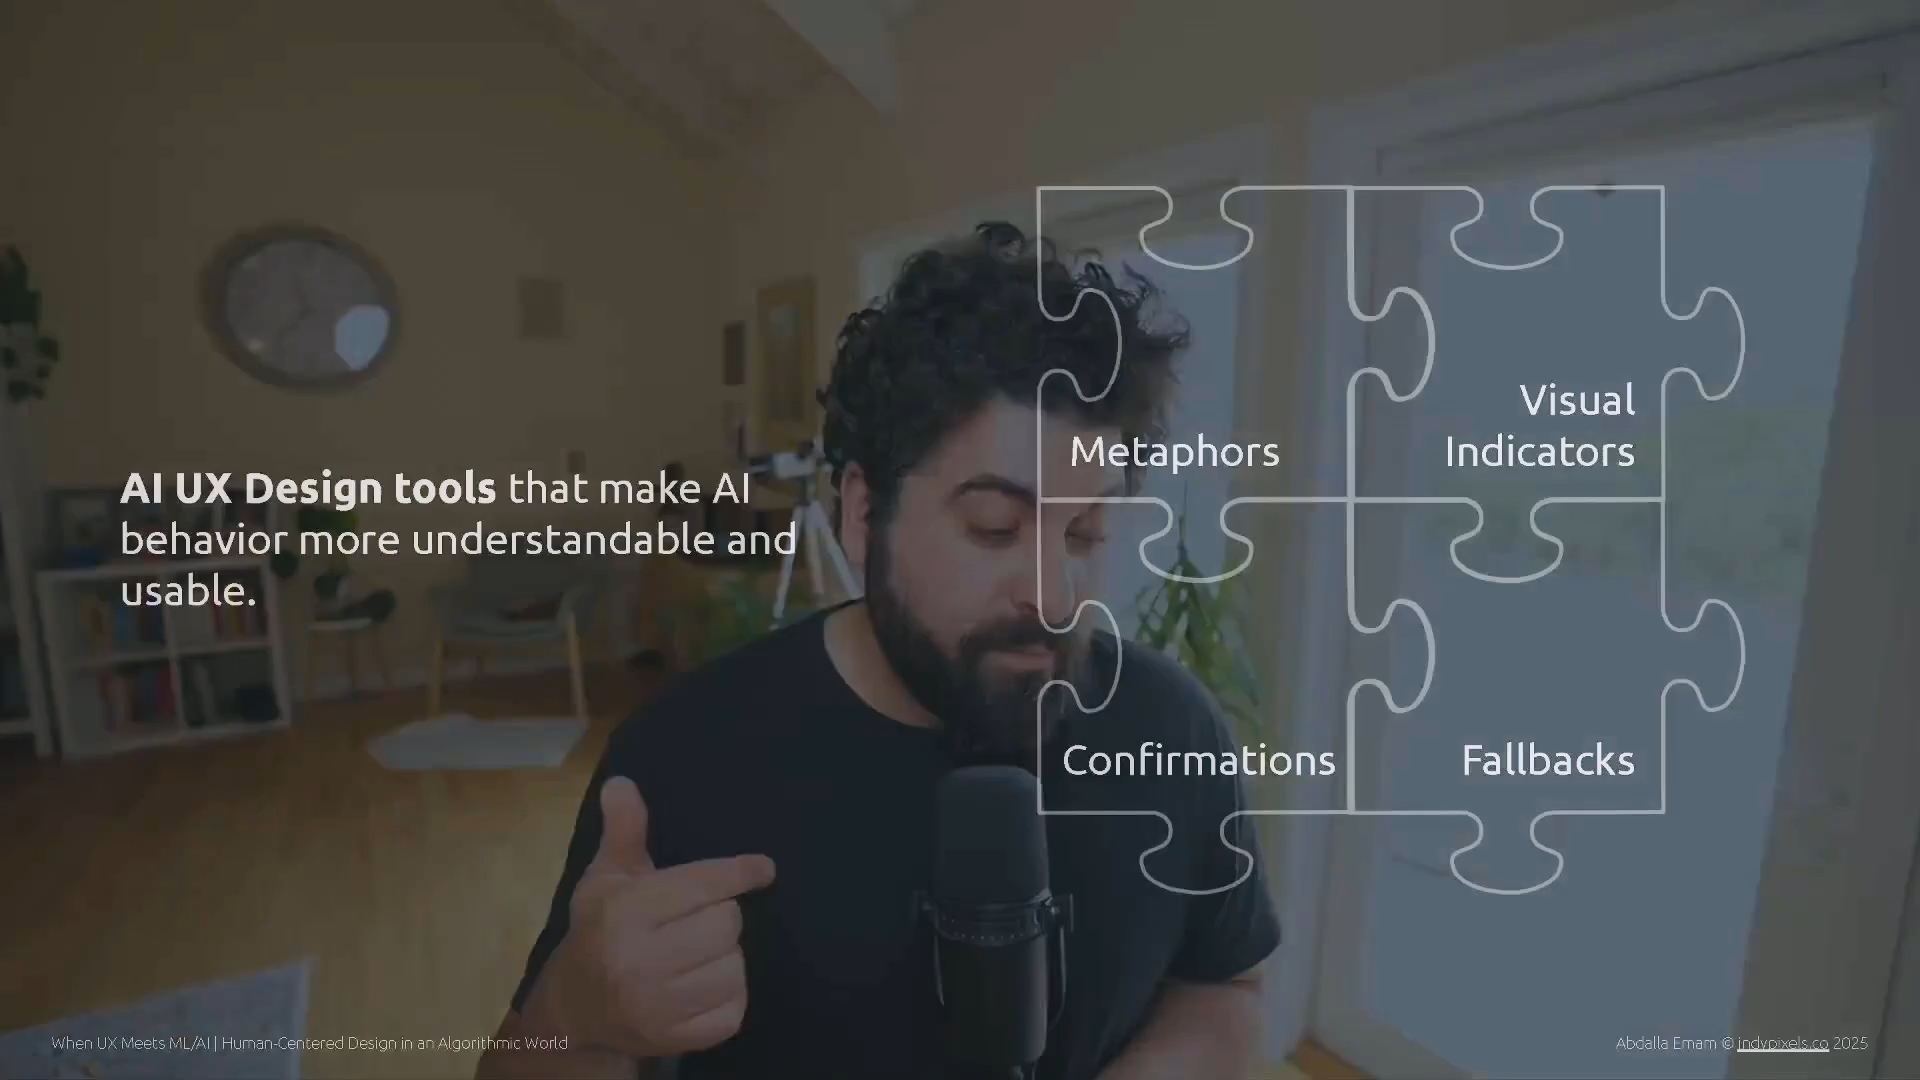 AI UX Design tools that make AI
behavior more understandable and
usable.
Metaphors
Visual
Indicators
Confirmations
Fallbacks
When UX Meets ML/AI | Human-Centered Design in an Algorithmic World
Abdalla Emam © indypixels.co 2025